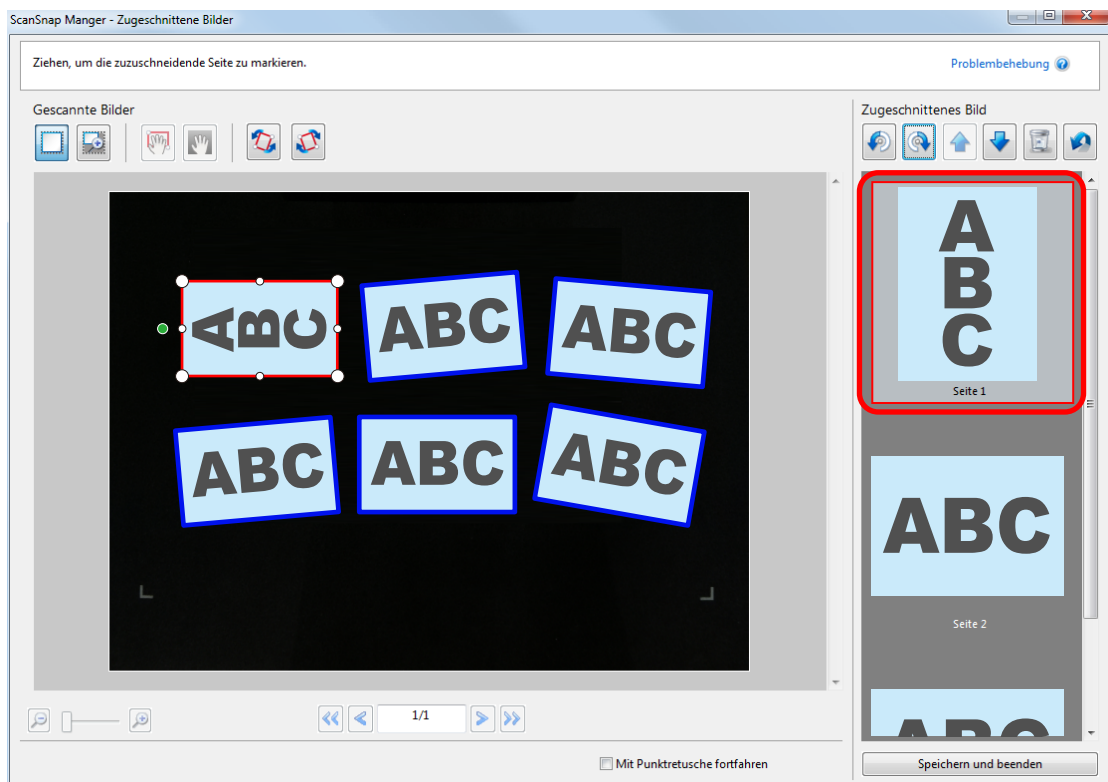 ScanSnap Manger - Zugeschnittene Bilder
Ziehen, um die zuzuschneidende Seite zu markieren.
Problembehebung
Gescannte Bilder
Zugeschnittenes Bild
ABC
ABC
ABC
ABC
ABC
ABC
1/1
Mit Punktretusche fortfahren
A
B
C
Seite 1
ABC
Seite 2
ABC
Speichern und beenden